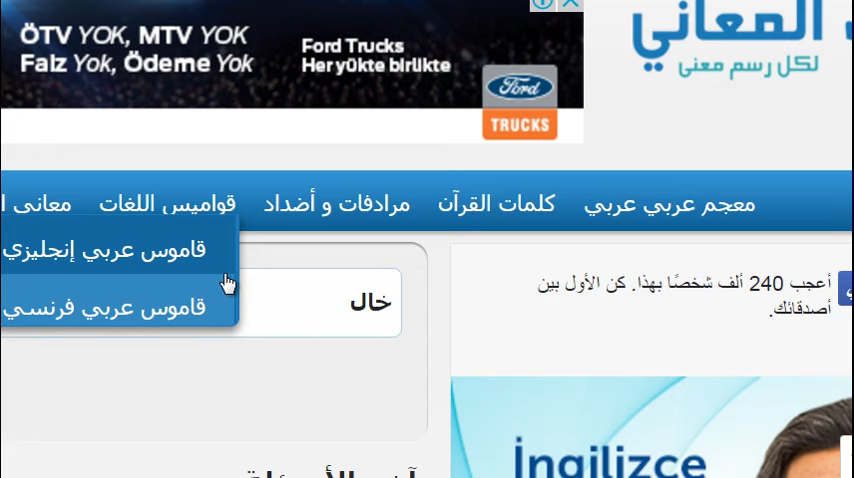 ÖTV YOK, MTV YOK
Faiz Yok, Ödeme Yok
Ford Trucks
Her yükte birlikte
Ford
TRUCKS
المعاني
لكل رسم معنى
معجم عربي عربي
كلمات القرآن
مرادفات و أضداد
قواميس اللغات
معاني
قاموس عربي إنجليزي
قاموس عربي فرنسي
خال
أعجب 240 ألف شخصًا بهذا. كن الأول بين
أصدقائك.
İngilizce